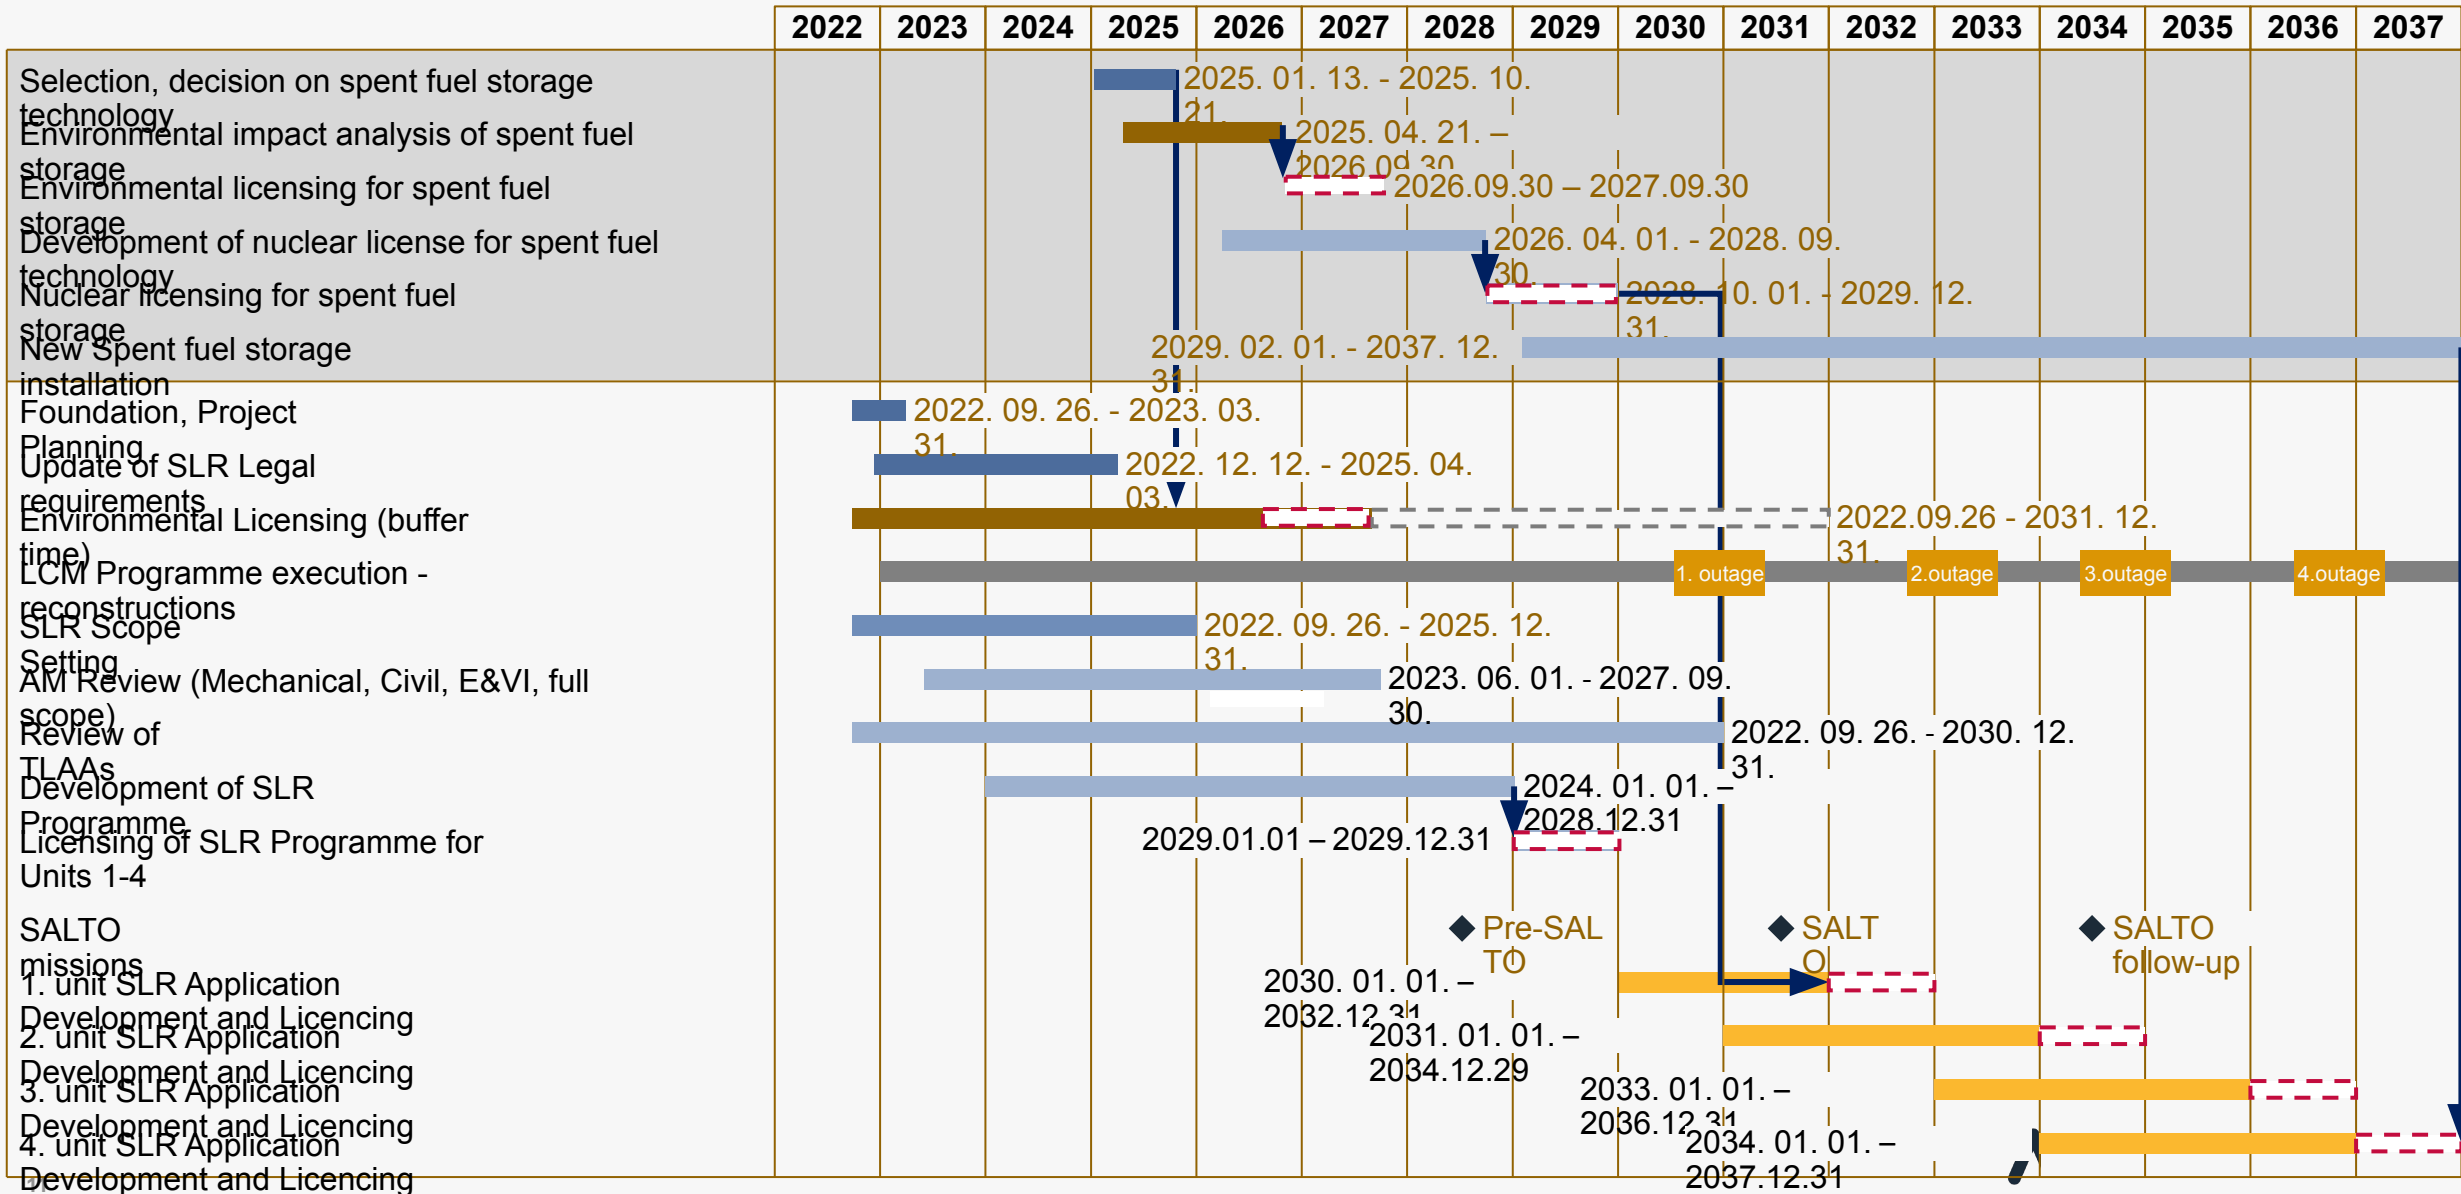 2022 2023 2024 2025 2026 2027 2028 2029 2030 2031 2032 2033 2034 2035 2036 2037
Selection, decision on spent fuel storage
technology
2025. 01. 13. - 2025. 10.
21.
Environmental impact analysis of spent fuel
storage
2025. 04. 21. –
2026.09.30
Environmental licensing for spent fuel
storage
2026.09.30 – 2027.09.30
Development of nuclear license for spent fuel
technology
2026. 04. 01. - 2028. 09.
30.
Nuclear licensing for spent fuel
storage
2028. 10. 01. - 2029. 12.
31.
New Spent fuel storage
installation
2029. 02. 01. - 2037. 12.
31.
Foundation, Project
Planning
2022. 09. 26. - 2023. 03.
31.
Update of SLR Legal
requirements
2022. 12. 12. - 2025. 04.
03.
Environmental Licensing (buffer
time)
2022.09.26 - 2031. 12.
31.
LCM Programme execution -
reconstructions
1. outage
2.outage
3.outage
4.outage
SLR Scope
Setting
2022. 09. 26. - 2025. 12.
31.
AM Review (Mechanical, Civil, E&VI, full
scope)
2023. 06. 01. - 2027. 09.
30.
Review of
TLAAs
2022. 09. 26. - 2030. 12.
31.
Development of SLR
Programme
2024. 01. 01. –
2028.12.31
Licensing of SLR Programme for
Units 1-4
2029.01.01 – 2029.12.31
SALTO
missions
Pre-SAL
TO
SALT
O
SALTO
follow-up
1. unit SLR Application
Development and Licencing
2030. 01. 01. –
2032.12.31
2. unit SLR Application
Development and Licencing
2031. 01. 01. –
2034.12.29
3. unit SLR Application
Development and Licencing
2033. 01. 01. –
2036.12.31
4. unit SLR Application
Development and Licencing
2034. 01. 01. –
2037.12.31